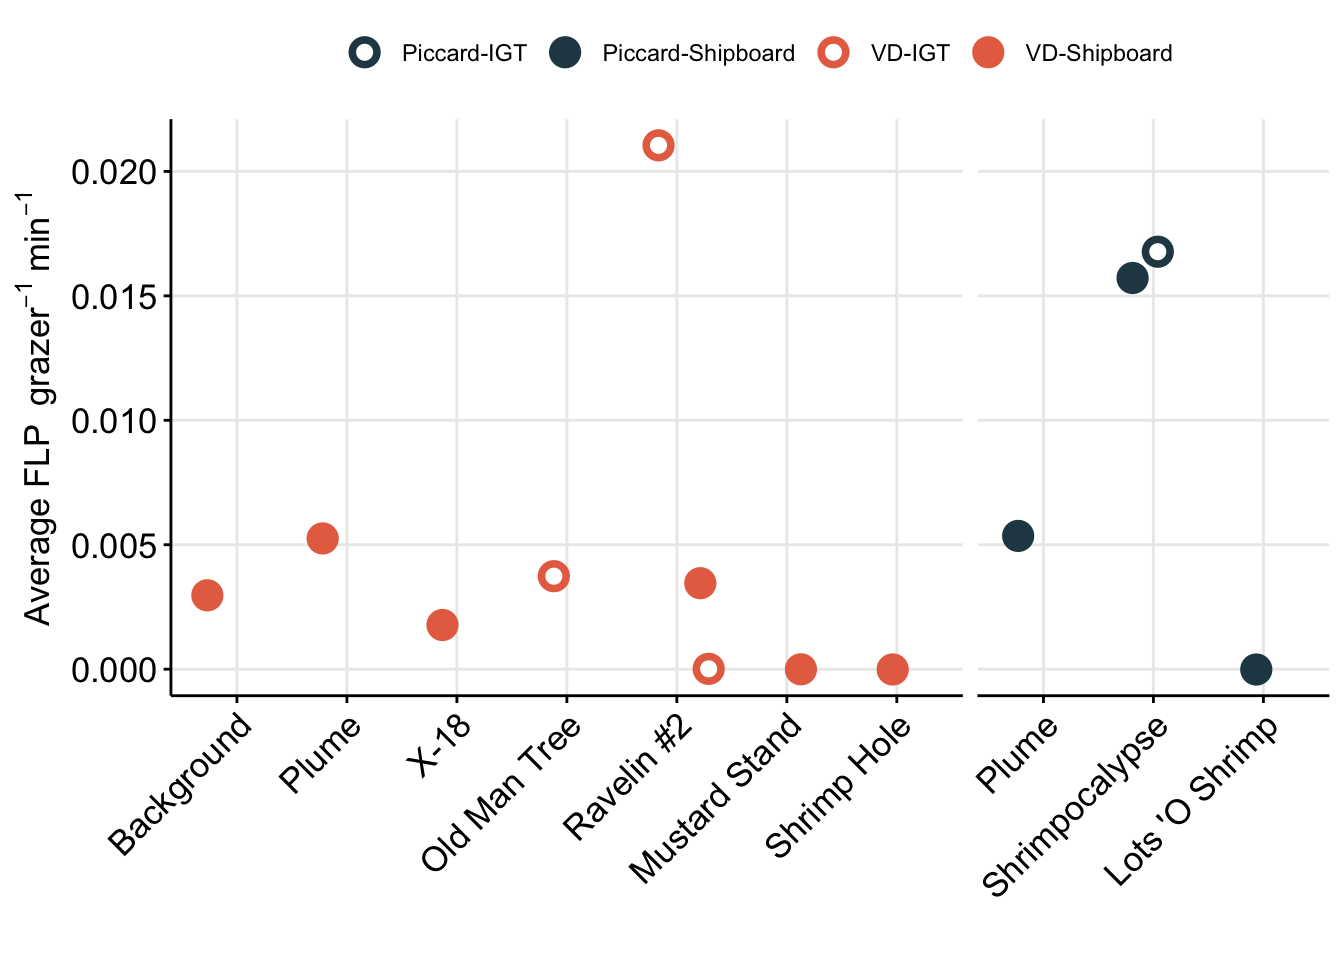 Piccard-IGT Piccard-Shipboard VD-IGT VD-Shipboard
Average FLP grazer⁻¹ min⁻¹
0.020
0.015
0.010
0.005
0.000
Background
Plume
X-18
Old Man Tree
Ravelin #2
Mustard Stand
Shrimp Hole
Plume
Shrimpocalypse
Lots 'O Shrimp